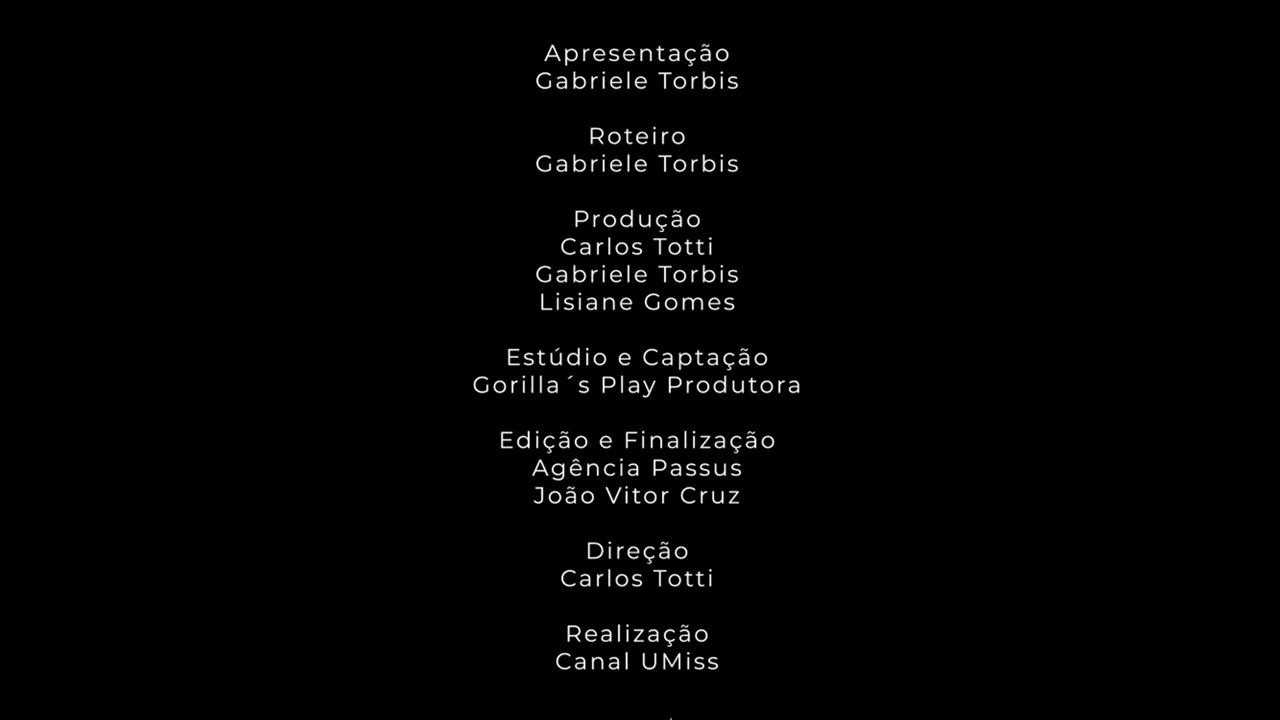 Apresentação
Gabriele Torbis
Roteiro
Gabriele Torbis
Produção
Carlos Totti
Gabriele Torbis
Lisiane Gomes
Estúdio e Captação
Gorilla´s Play Produtora
Edição e Finalização
Agência Passus
João Vitor Cruz
Direção
Carlos Totti
Realização
Canal UMiss